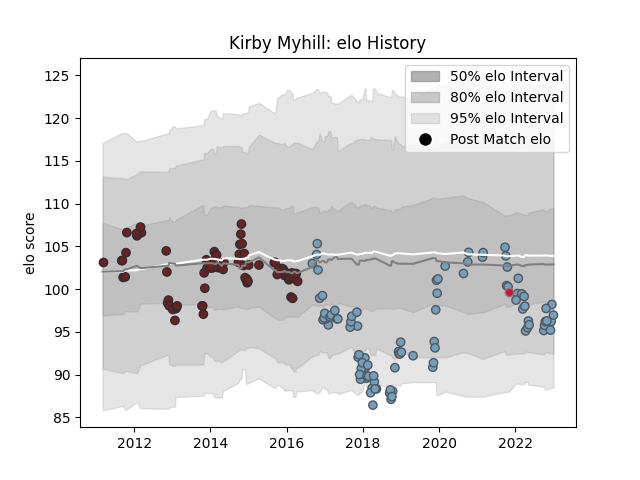 Kirby Myhill: elo History
125
120
115
110
105
100
95
90
85
elo score
50% elo Interval
80% elo Interval
95% elo Interval
Post Match elo
2012 2014 2016 2018 2020 2022